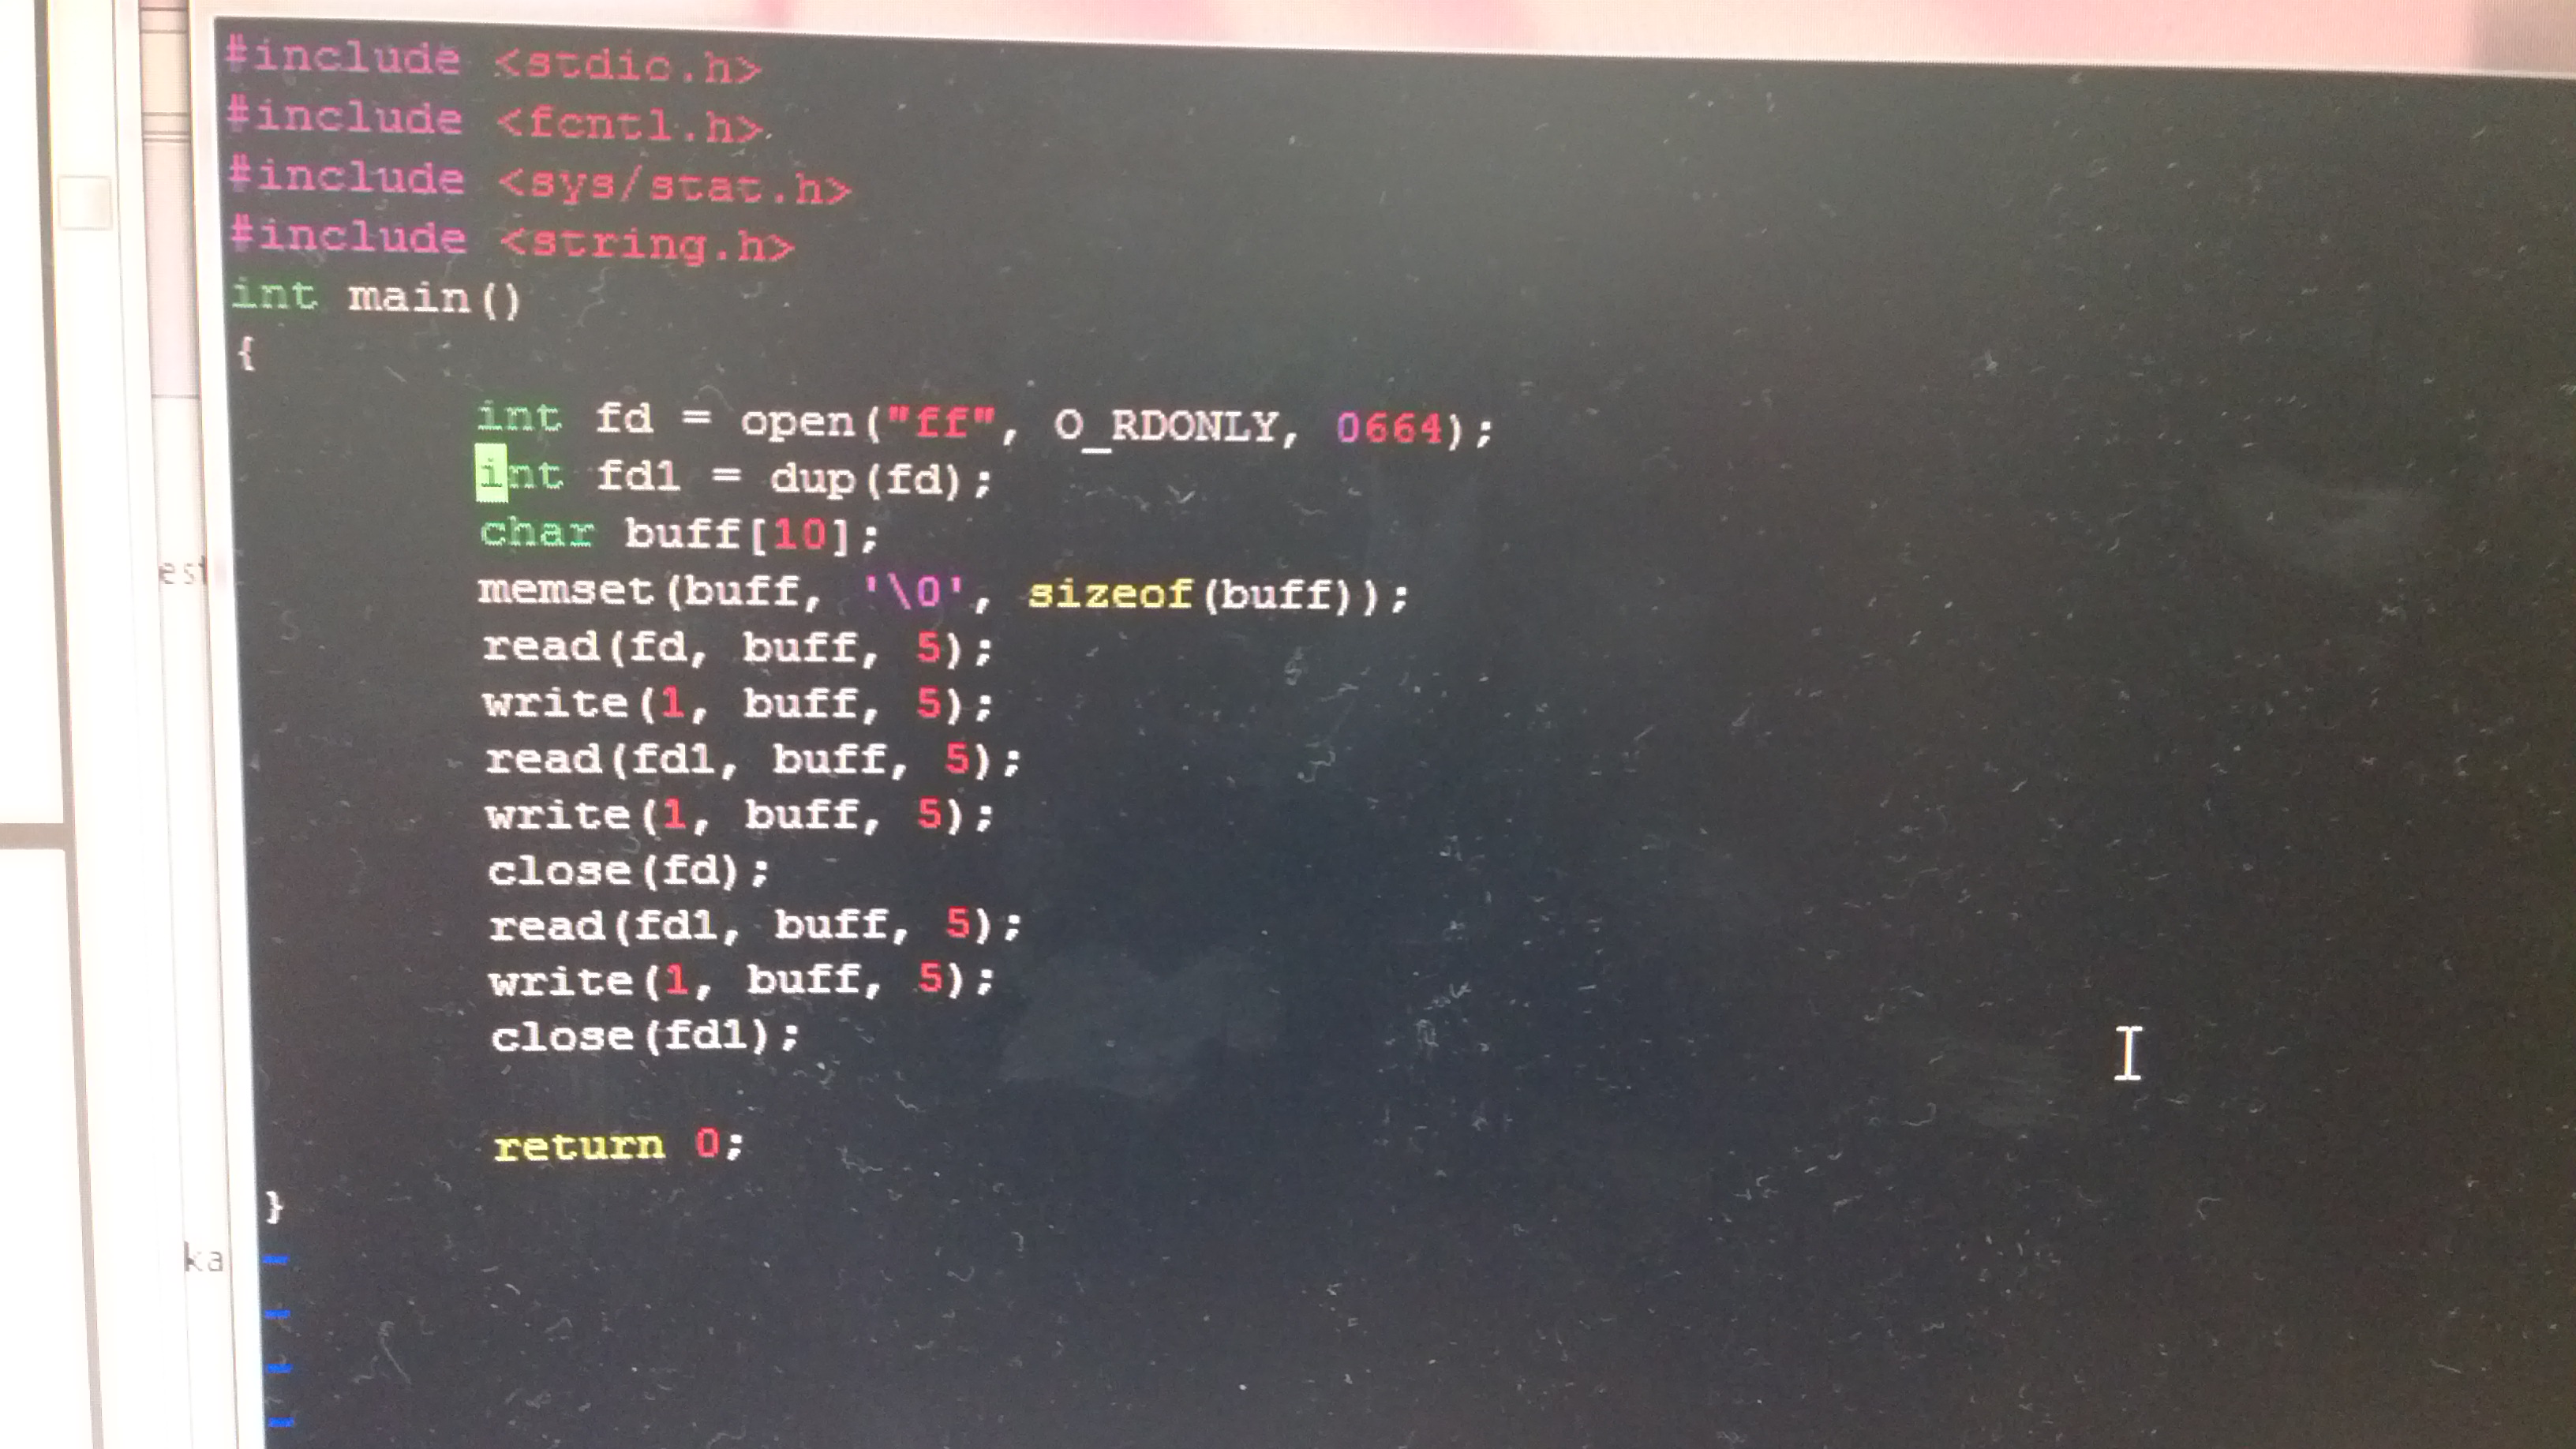 #include <stdio.h>
#include <fcntl.h>
#include <sys/stat.h>
#include <string.h>
int main()
{
int fd = open("ff", O_RDONLY, 0664);
int fd1 = dup(fd);
char buff[10];
memset(buff, '\0', sizeof(buff));
read(fd, buff, 5);
write(1, buff, 5);
read(fd1, buff, 5);
write(1, buff, 5);
close(fd);
read(fd1, buff, 5);
write(1, buff, 5);
close(fd1);
return 0;
}
~
~
~
~
est
ka